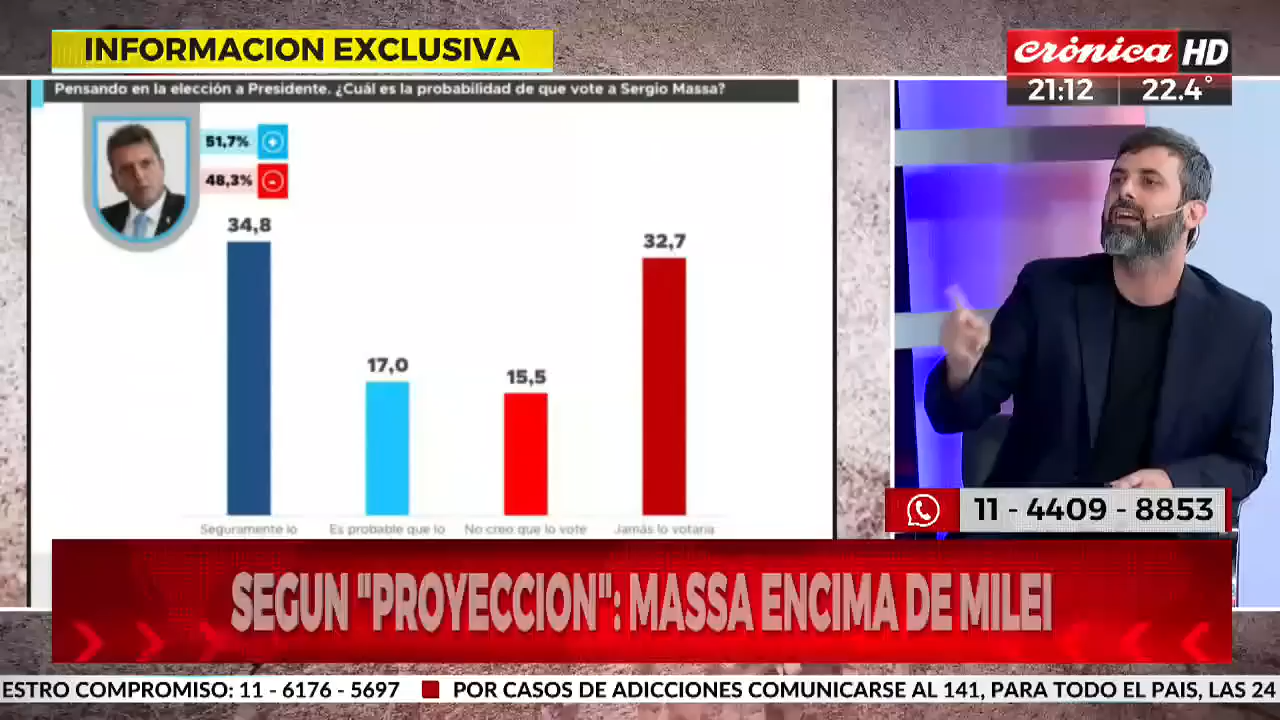 INFORMACION EXCLUSIVA
crónica HD
21:12 22.4°
Pensando en la elección a Presidente. ¿Cuál es la probabilidad de que vote a Sergio Massa?
51,7% +
48,3% -
34,8
17,0
15,5
32,7
Seguramente lo
Es probable que lo
No creo que lo vote
Jamás lo votaría
11 - 4409 - 8853
SEGUN "PROYECCION": MASSA ENCIMA DE MILEI
ESTRO COMPROMISO: 11 - 6176 - 5697 POR CASOS DE ADICCIONES COMUNICARSE AL 141, PARA TODO EL PAIS, LAS 24